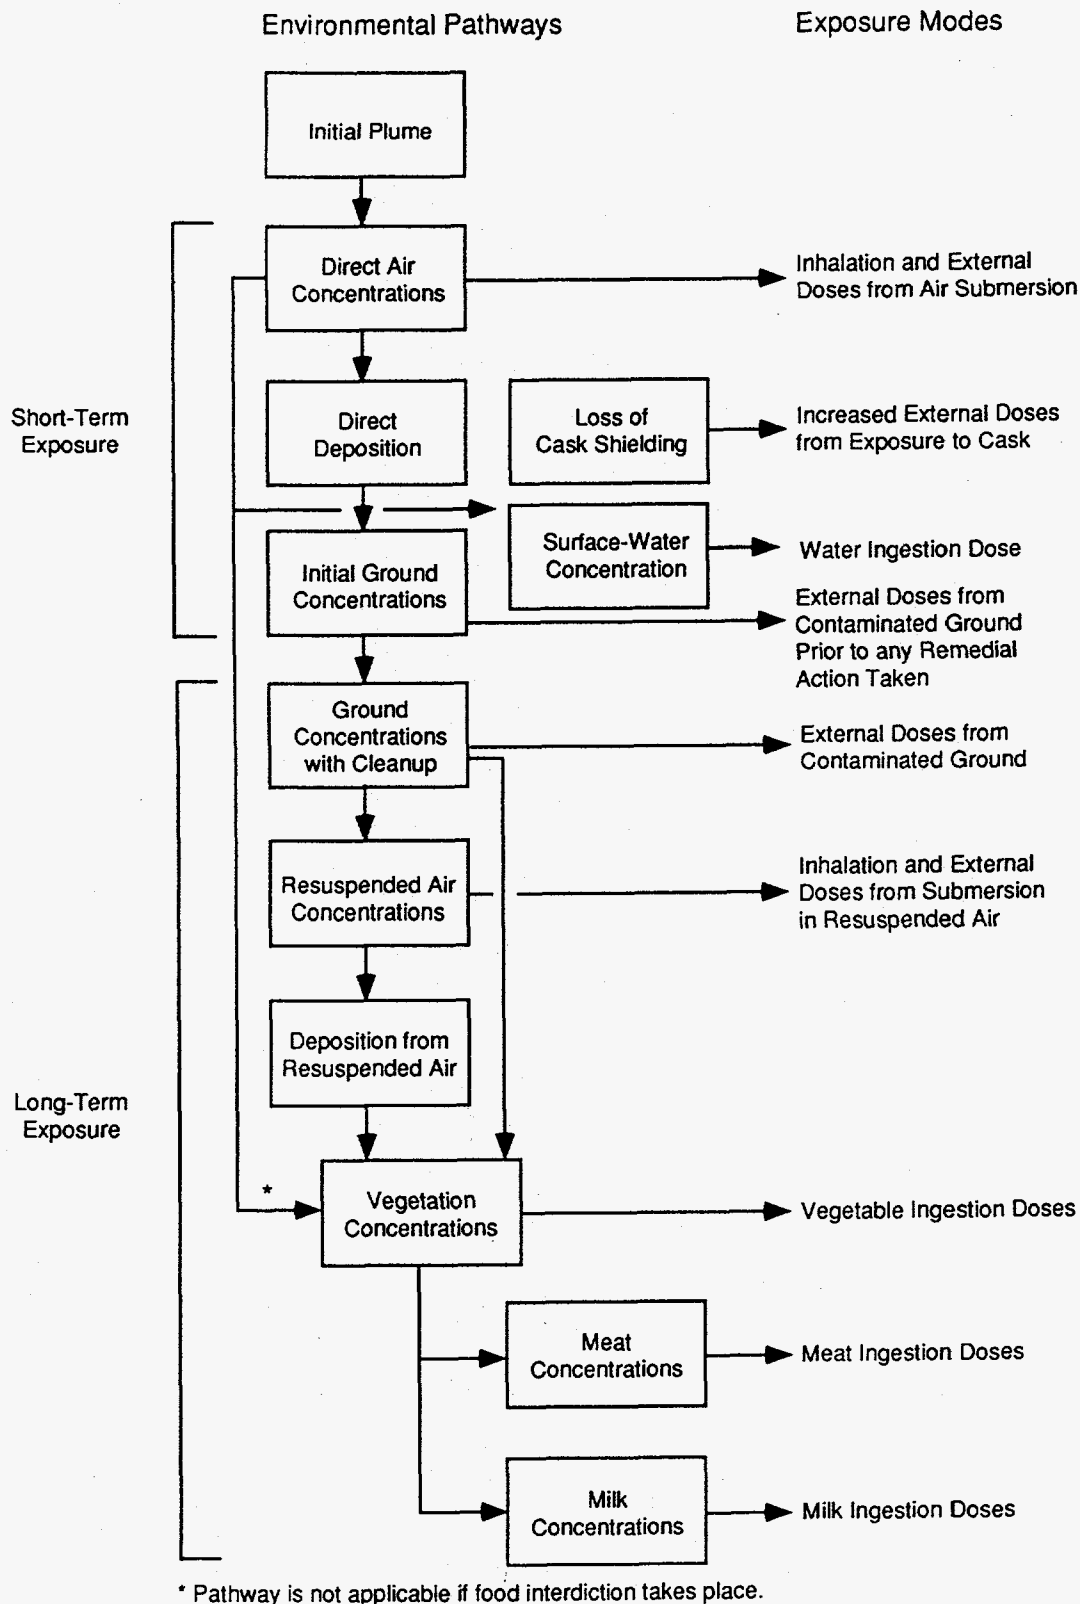 Environmental Pathways
Exposure Modes
Initial Plume
Direct Air
Concentrations
Inhalation and External
Doses from Air Submersion
Short-Term
Exposure
Direct
Deposition
Loss of
Cask Shielding
Increased External Doses
from Exposure to Cask
Surface-Water
Concentration
Water Ingestion Dose
Initial Ground
Concentrations
External Doses from
Contaminated Ground
Prior to any Remedial
Action Taken
Ground
Concentrations
with Cleanup
External Doses from
Contaminated Ground
Resuspended Air
Concentrations
Inhalation and External
Doses from Submersion
in Resuspended Air
Deposition from
Resuspended Air
Long-Term
Exposure
*
Vegetation
Concentrations
Vegetable Ingestion Doses
Meat
Concentrations
Meat Ingestion Doses
Milk
Concentrations
Milk Ingestion Doses
* Pathway is not applicable if food interdiction takes place.